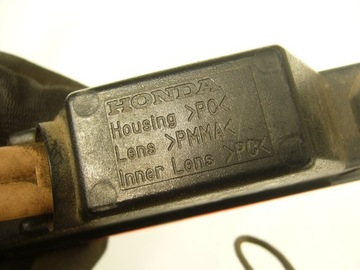 HONDA
Housing >PC<
Lens >PMMA<
Inner Lens >PC<